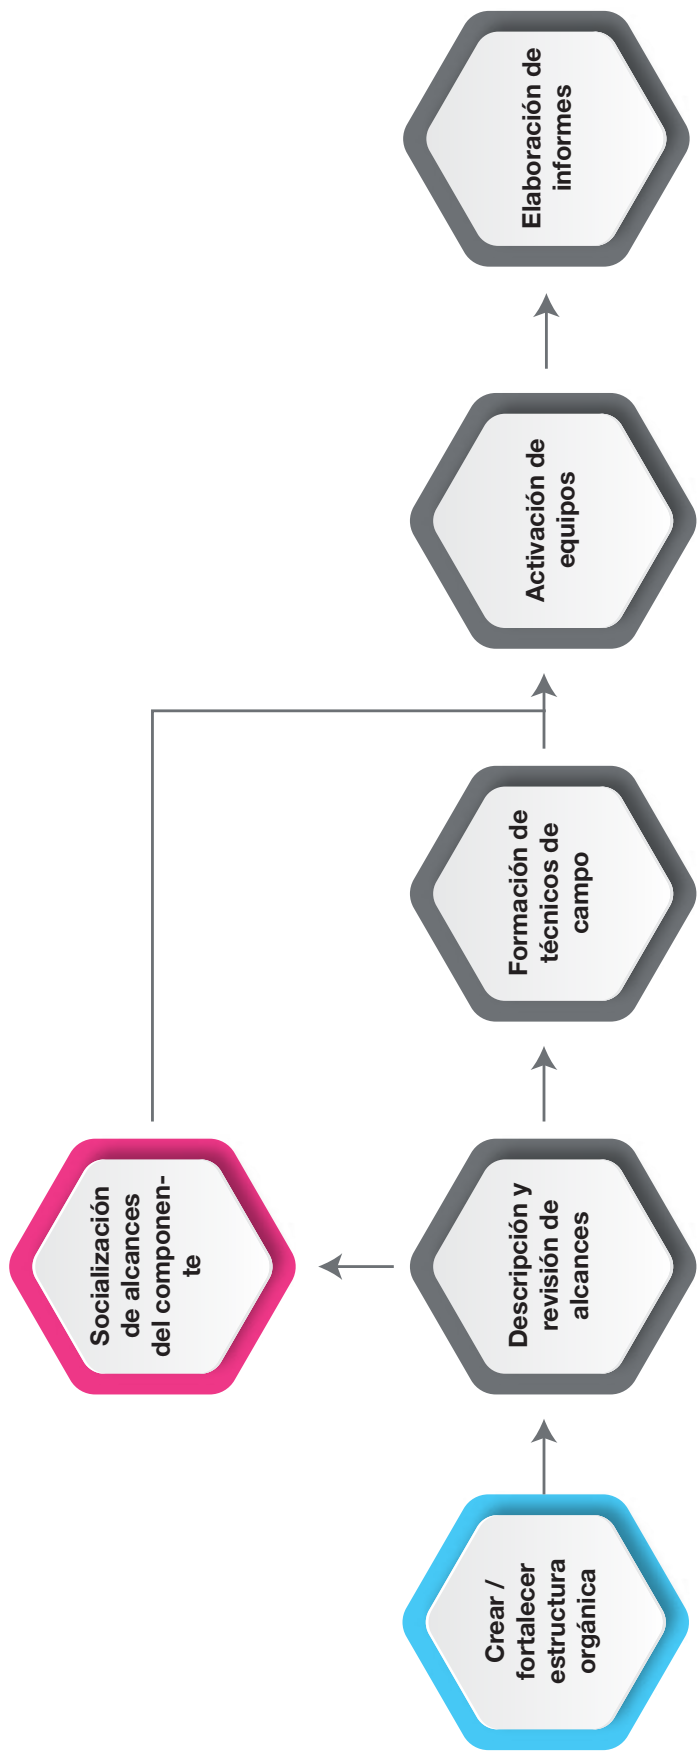 Crear /
fortalecer
estructura
orgánica
Descripción y
revisión de
alcances
Socialización
de alcances
del componen-
te
Formación de
técnicos de
campo
Activación de
equipos
Elaboración de
informes